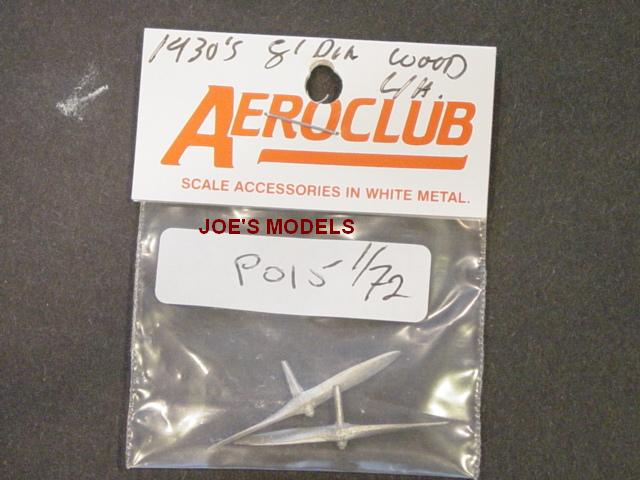 1930's 8' DIA WOOD
L/H.
AEROCLUB
SCALE ACCESSORIES IN WHITE METAL.
JOE'S MODELS
P015 1/72